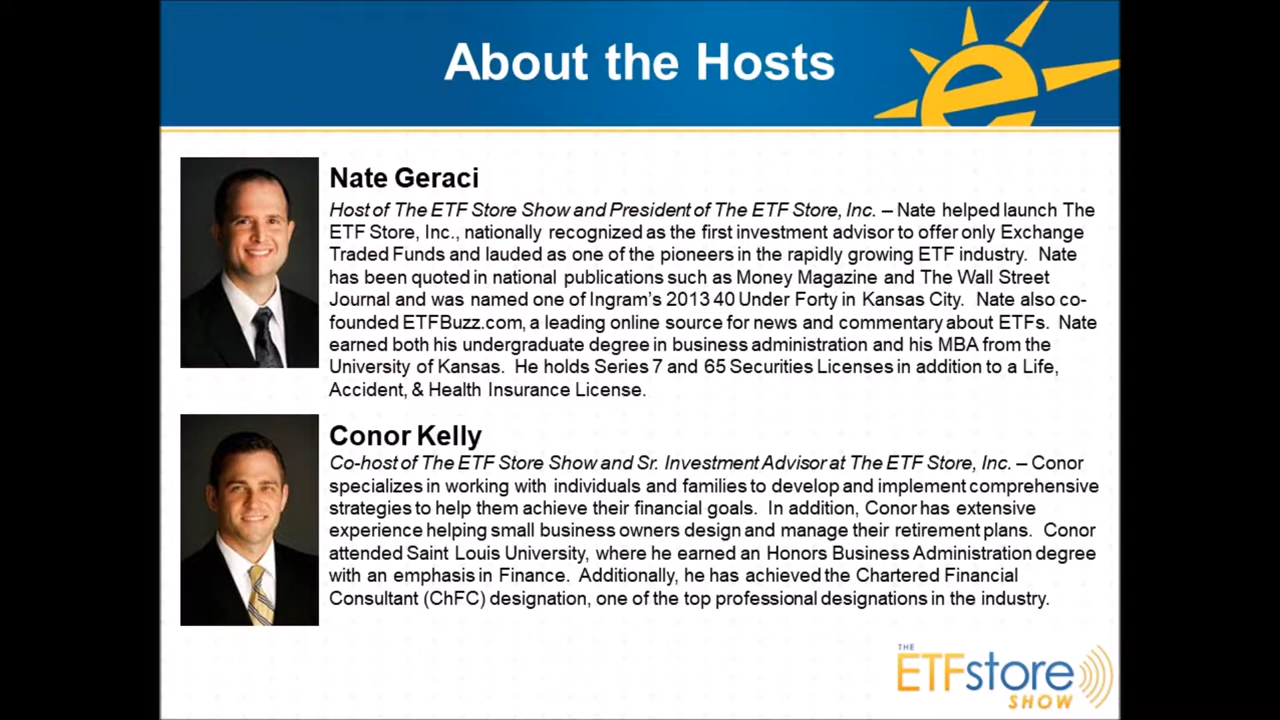 About the Hosts
e
Nate Geraci
Host of The ETF Store Show and President of The ETF Store, Inc. – Nate helped launch The
ETF Store, Inc., nationally recognized as the first investment advisor to offer only Exchange
Traded Funds and lauded as one of the pioneers in the rapidly growing ETF industry.  Nate
has been quoted in national publications such as Money Magazine and The Wall Street
Journal and was named one of Ingram's 2013 40 Under Forty in Kansas City.  Nate also co-
founded ETFBuzz.com, a leading online source for news and commentary about ETFs.  Nate
earned both his undergraduate degree in business administration and his MBA from the
University of Kansas.  He holds Series 7 and 65 Securities Licenses in addition to a Life,
Accident, & Health Insurance License.
Conor Kelly
Co-host of The ETF Store Show and Sr. Investment Advisor at The ETF Store, Inc. – Conor
specializes in working with individuals and families to develop and implement comprehensive
strategies to help them achieve their financial goals.  In addition, Conor has extensive
experience helping small business owners design and manage their retirement plans.  Conor
attended Saint Louis University, where he earned an Honors Business Administration degree
with an emphasis in Finance.  Additionally, he has achieved the Chartered Financial
Consultant (ChFC) designation, one of the top professional designations in the industry.
THE
ETFstore
SHOW